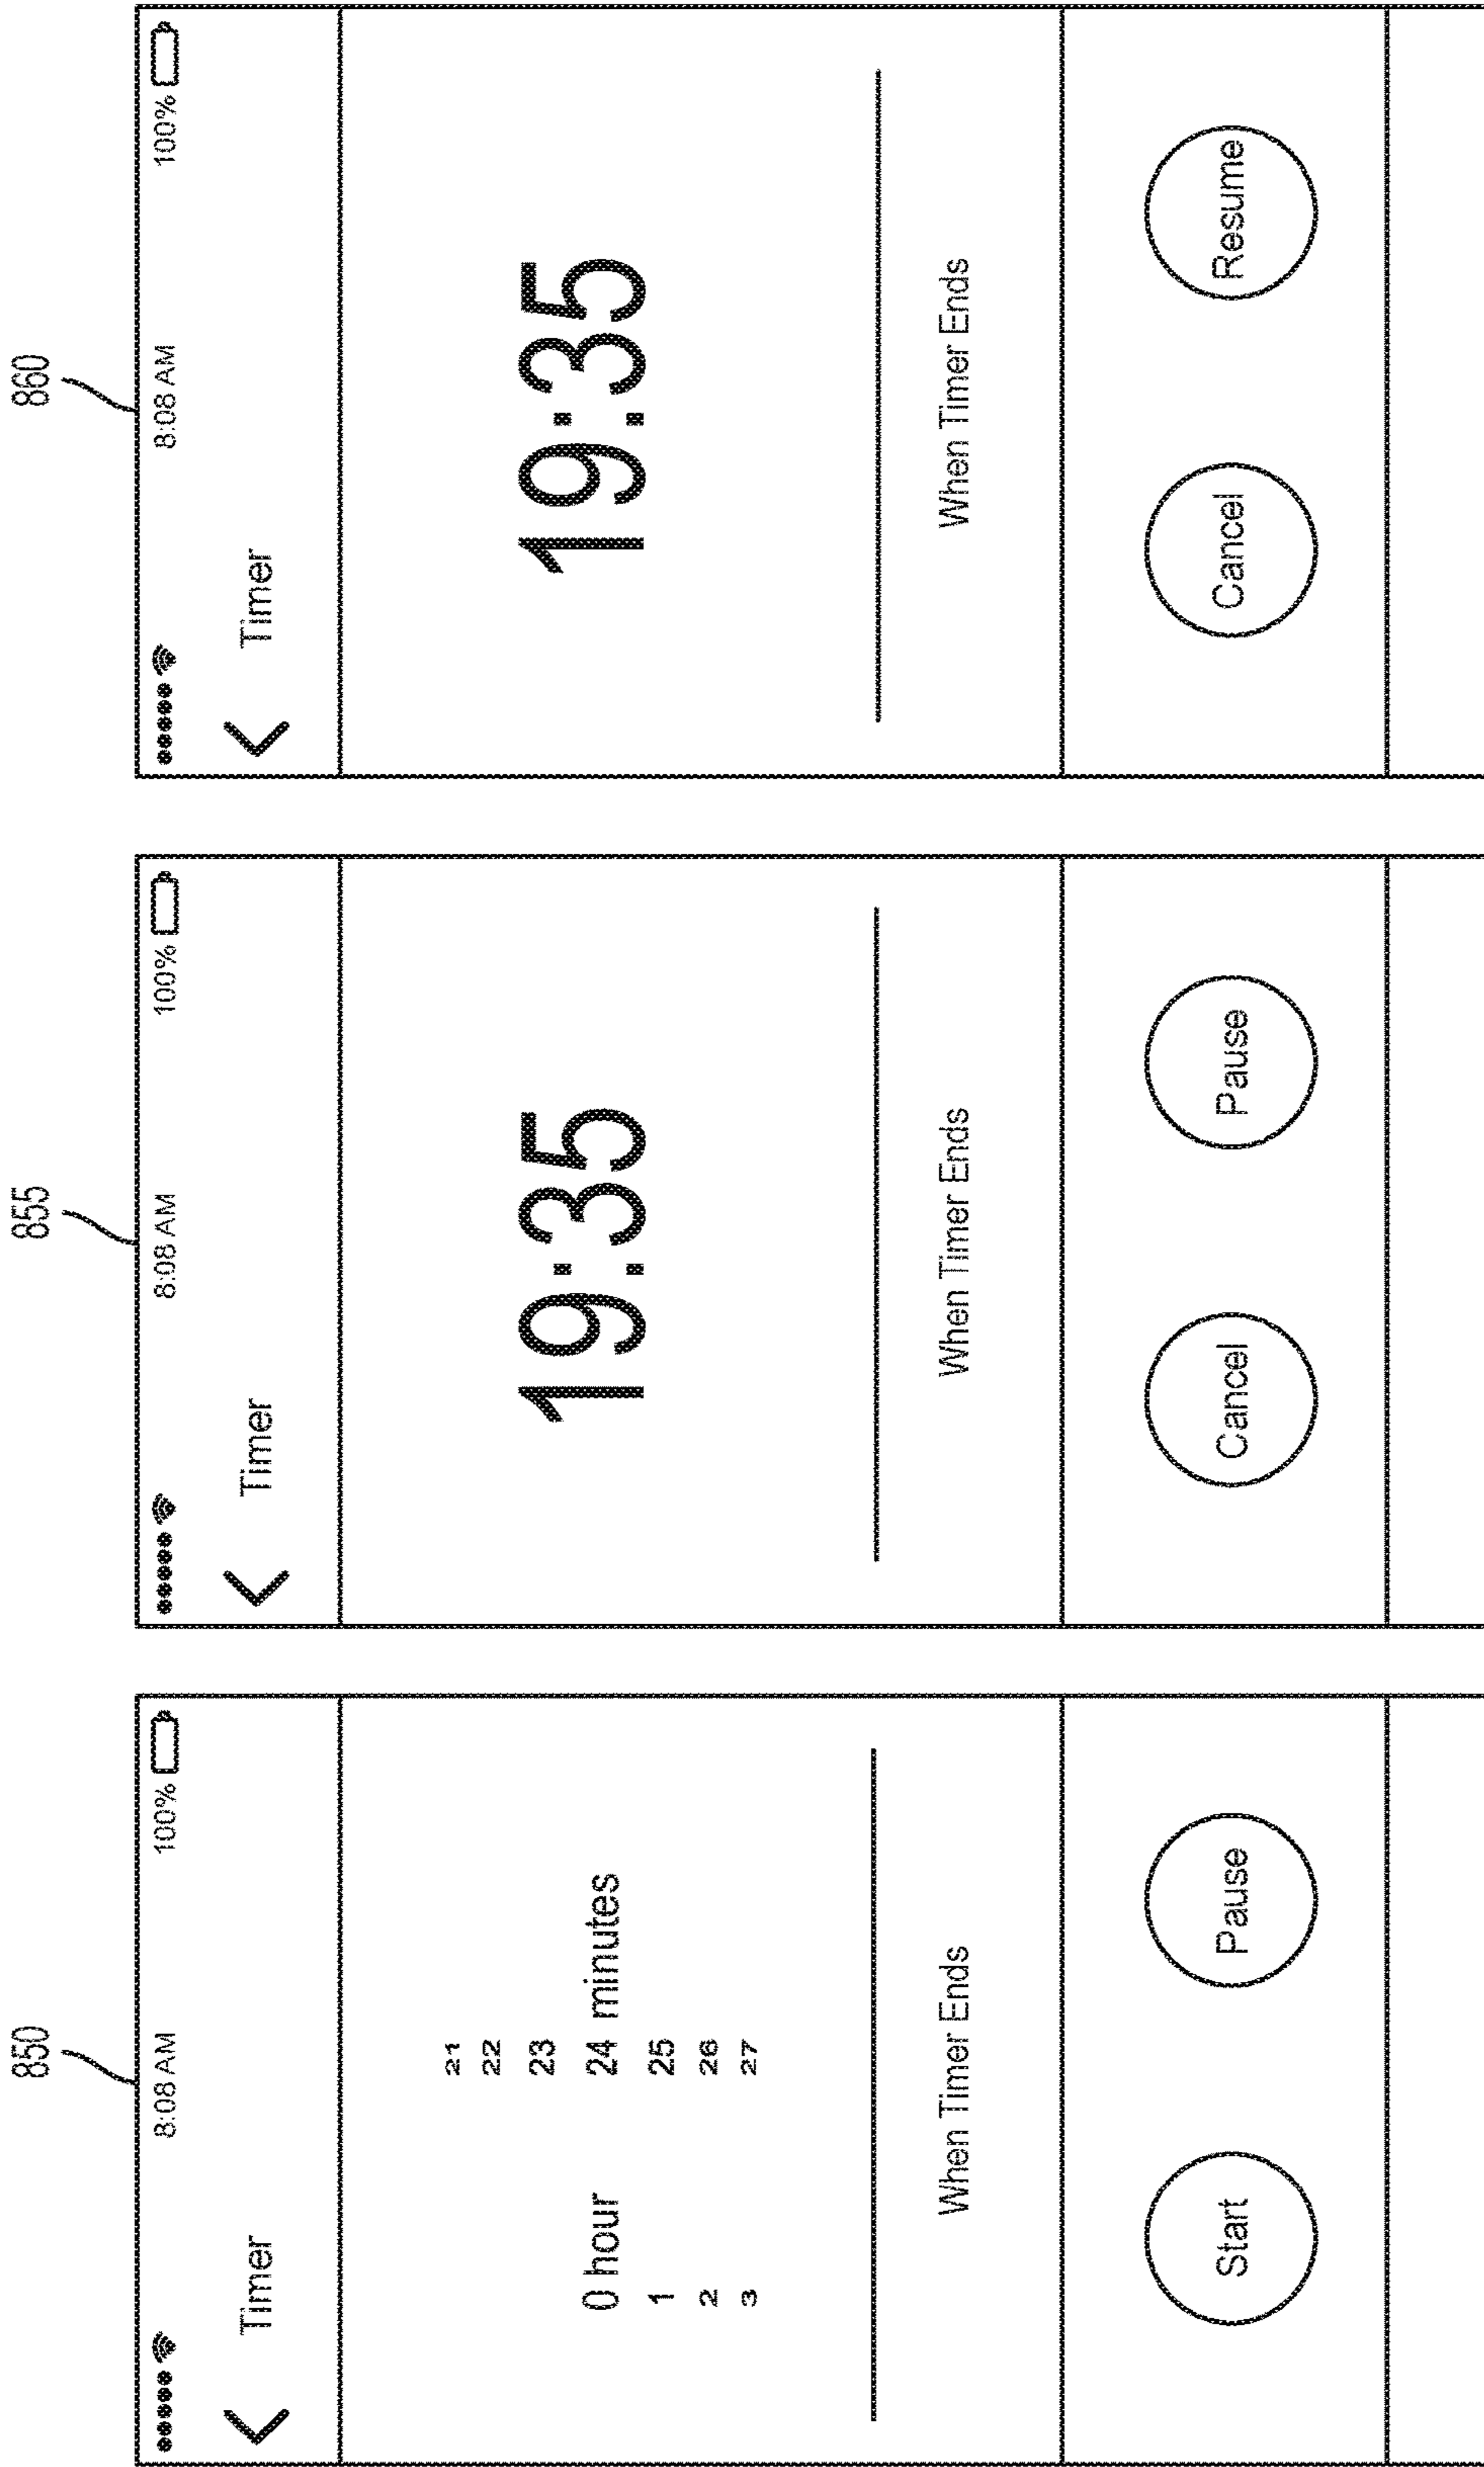 850
8:08 AM
100%
Timer
21
22
23
0 hour 24 minutes
1 25
2 26
3 27
When Timer Ends
Start
Pause
855
8:08 AM
100%
Timer
19:35
When Timer Ends
Cancel
Pause
860
8:08 AM
100%
Timer
19:35
When Timer Ends
Cancel
Resume